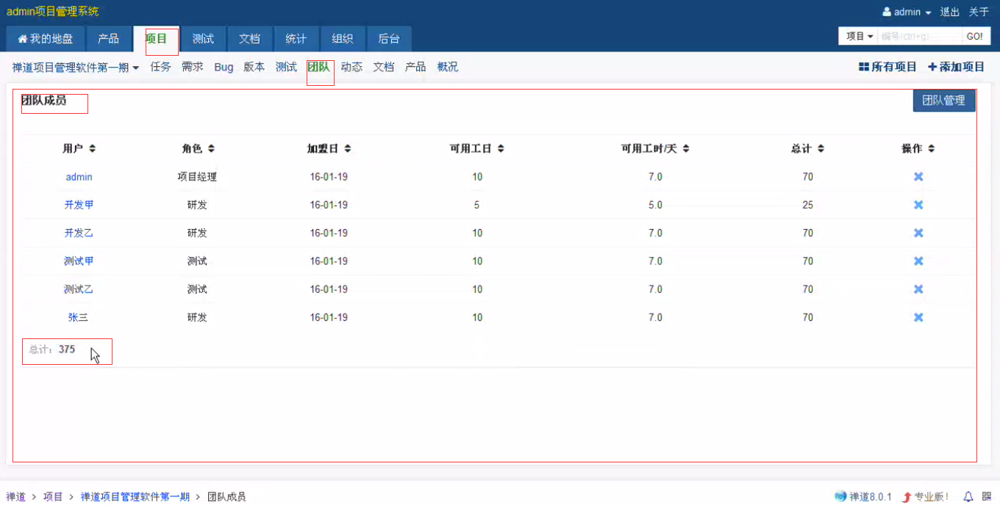 admin项目管理系统 admin 退出 关于
我的地盘 产品 项目 测试 文档 统计 组织 后台 项目 编号(ctrl+g) GO!
禅道项目管理软件第一期 任务 需求 Bug 版本 测试 团队 动态 文档 产品 概况 所有项目 添加项目
团队成员 团队管理
用户 角色 加盟日 可用工日 可用工时/天 总计 操作
admin 项目经理 16-01-19 10 7.0 70
开发甲 研发 16-01-19 5 5.0 25
开发乙 研发 16-01-19 10 7.0 70
测试甲 测试 16-01-19 10 7.0 70
测试乙 测试 16-01-19 10 7.0 70
张三 研发 16-01-19 10 7.0 70
总计: 375
禅道 > 项目 > 禅道项目管理软件第一期 > 团队成员 禅道8.0.1 专业版!